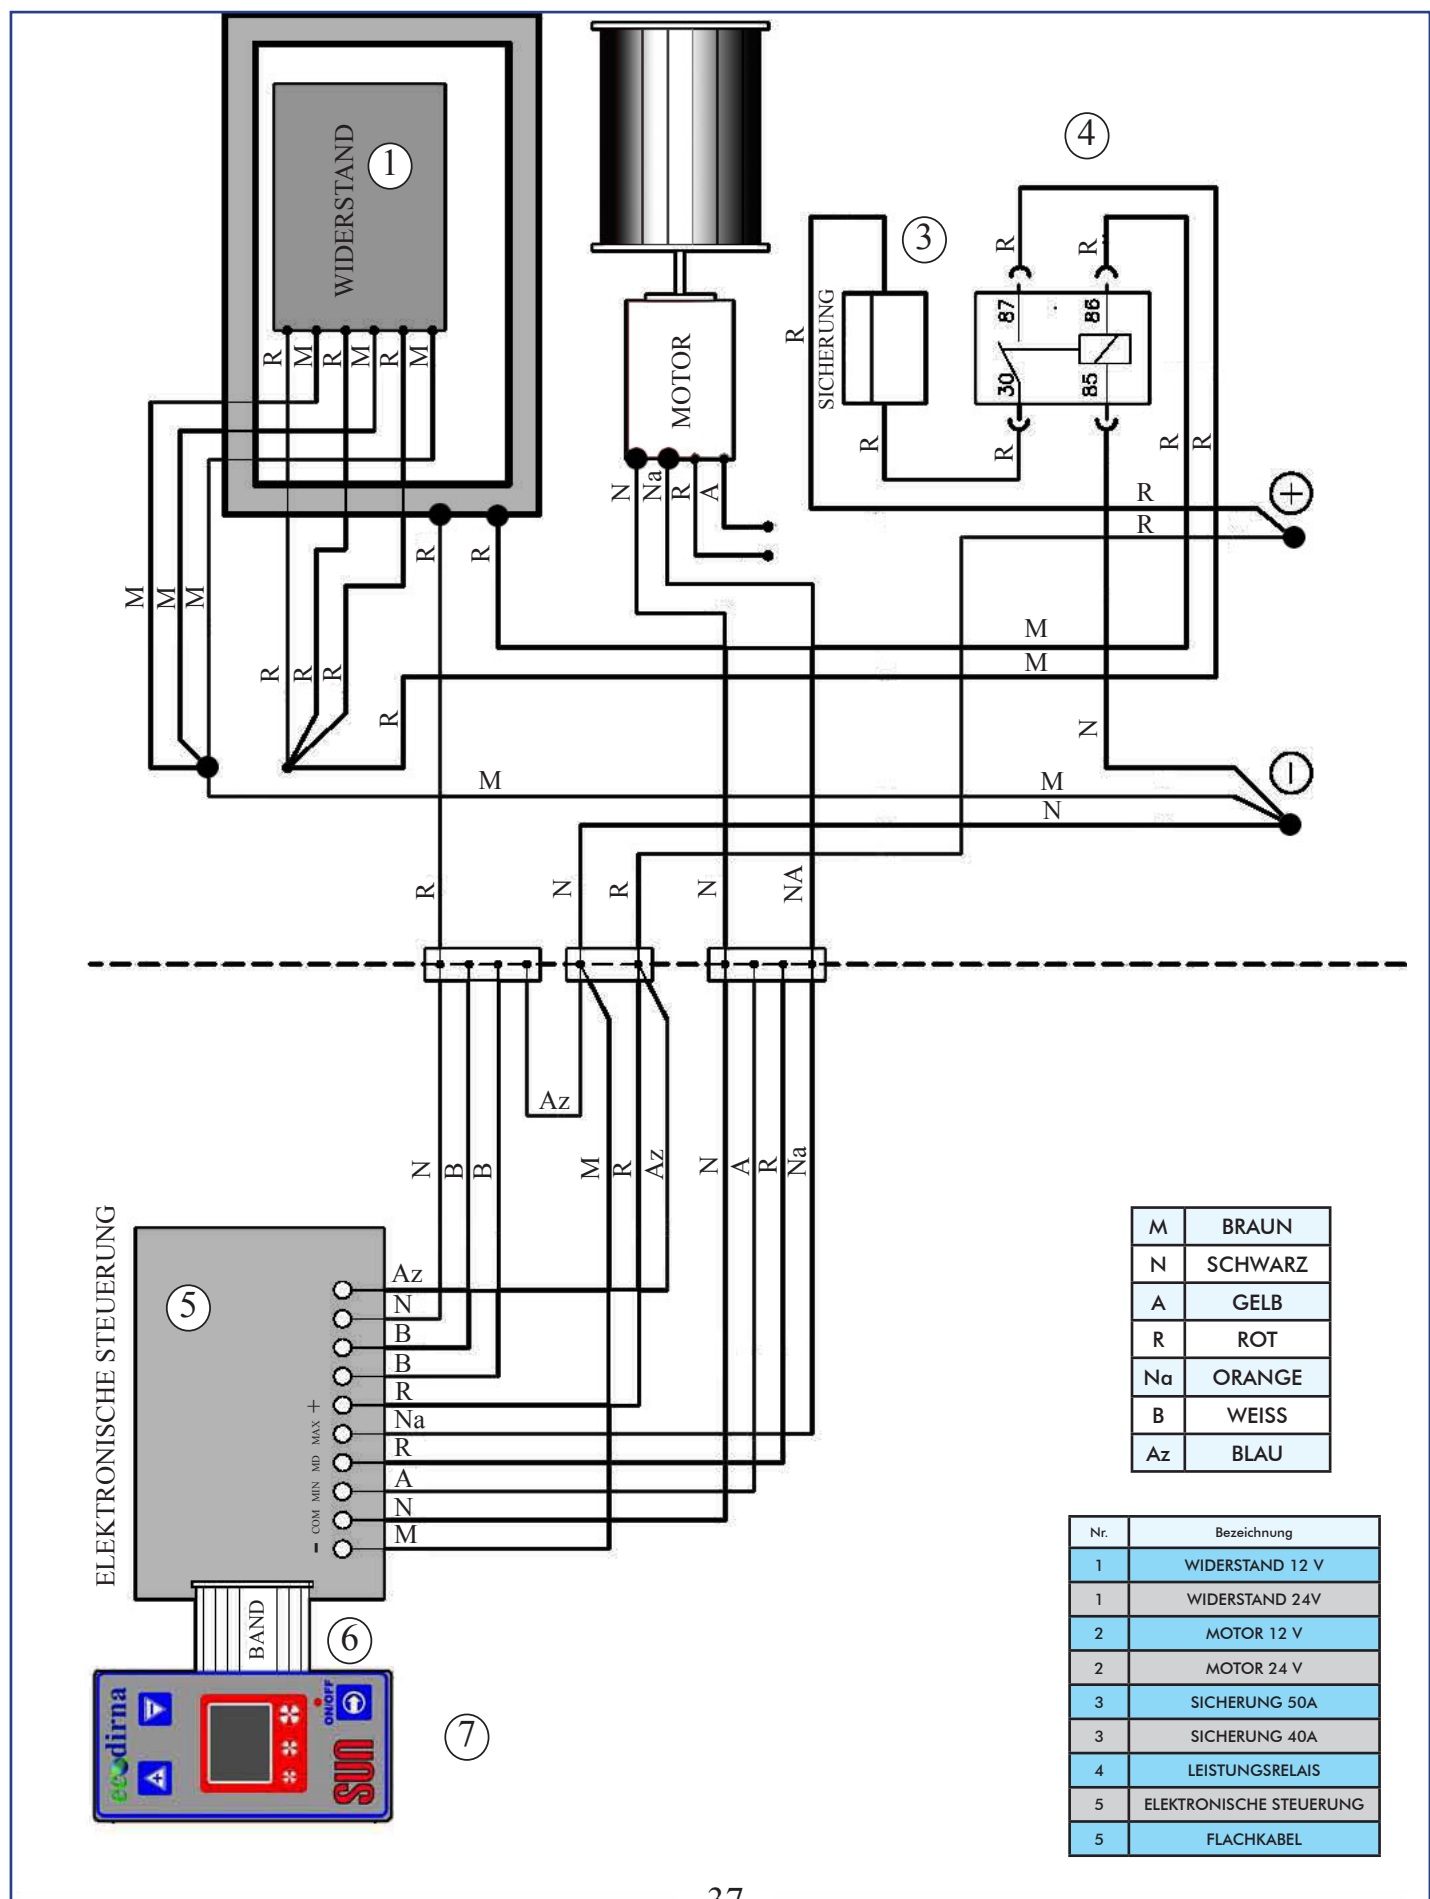 WIDERSTAND
1
R M R M R M
M
M
M
R
R
R
R
R
R
MOTOR
N
Na
R
A
3
SICHERUNG
R
R
4
R
R
87
86
30
85
R
R
R
R
+
R
M
M
N
−
M
M
N
R
N
R
N
NA
Az
N
B
B
M
R
Az
N
A
R
Na
ELEKTRONISCHE STEUERUNG
5
Az
N
B
B
+ R
MAX Na
MD R
MIN A
COM N
- M
BAND
6
7
ecodirna
ON/OFF
SUN
M BRAUN
N SCHWARZ
A GELB
R ROT
Na ORANGE
B WEISS
Az BLAU
Nr. Bezeichnung
1 WIDERSTAND 12 V
1 WIDERSTAND 24V
2 MOTOR 12 V
2 MOTOR 24 V
3 SICHERUNG 50A
3 SICHERUNG 40A
4 LEISTUNGSRELAIS
5 ELEKTRONISCHE STEUERUNG
5 FLACHKABEL
37